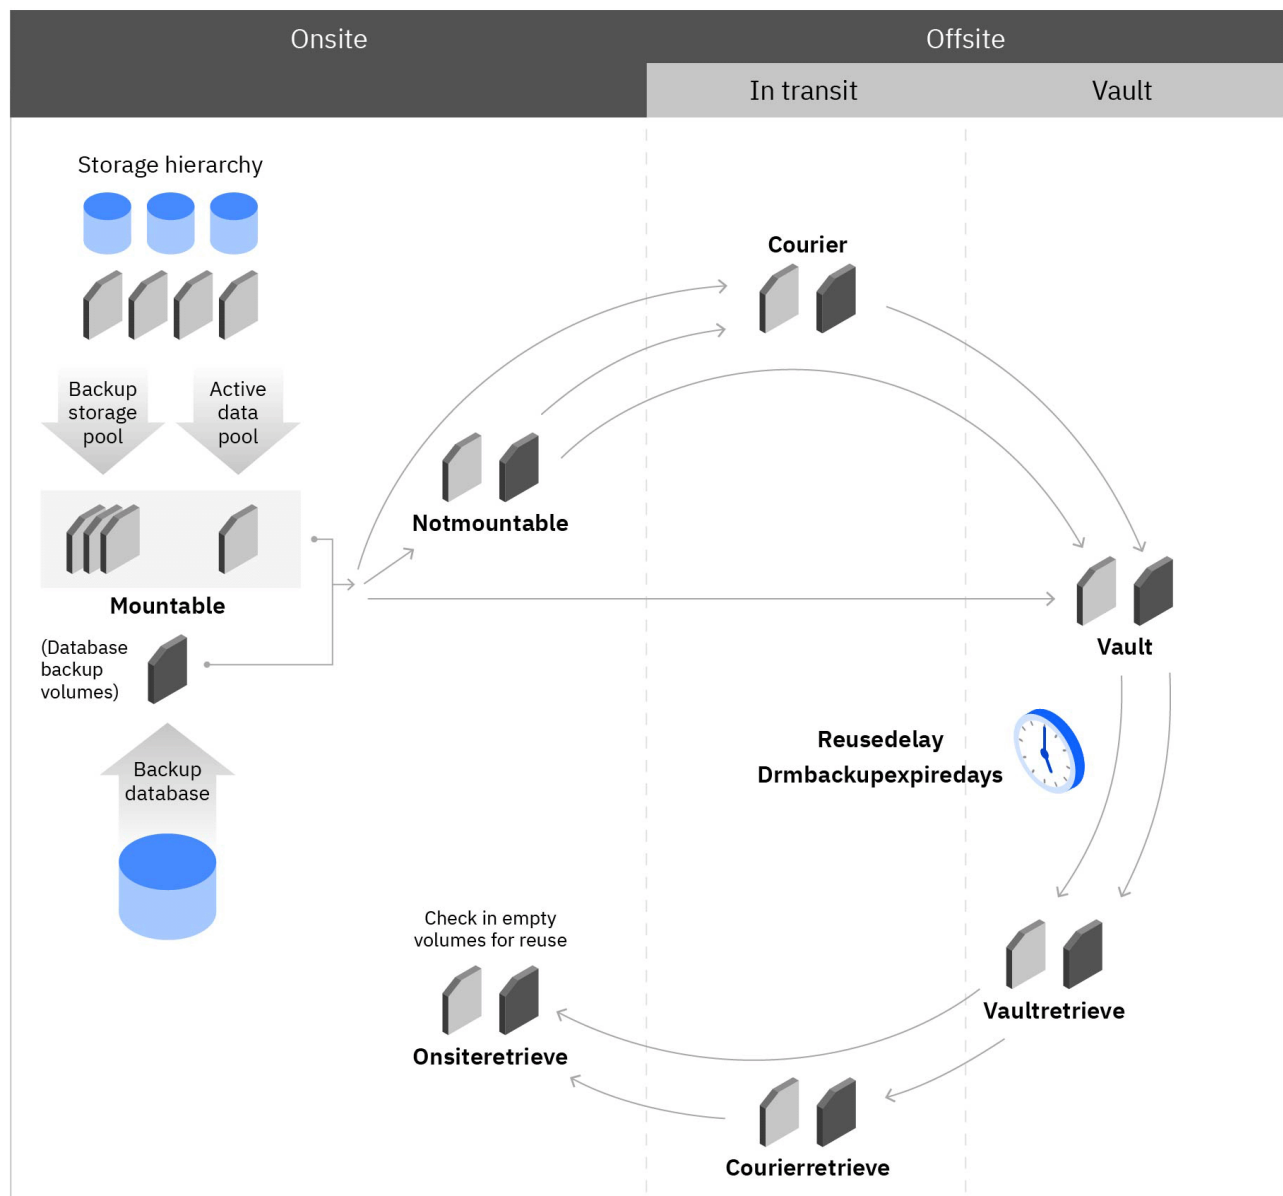 Onsite
Offsite
In transit
Vault
Storage hierarchy
Courier
Backup
storage
pool
Active
data
pool
Notmountable
Mountable
(Database
backup
volumes)
Vault
Reusedelay
Drmbackupexpiredays
Backup
database
Check in empty
volumes for reuse
Onsiteretrieve
Vaultretrieve
Courierretrieve